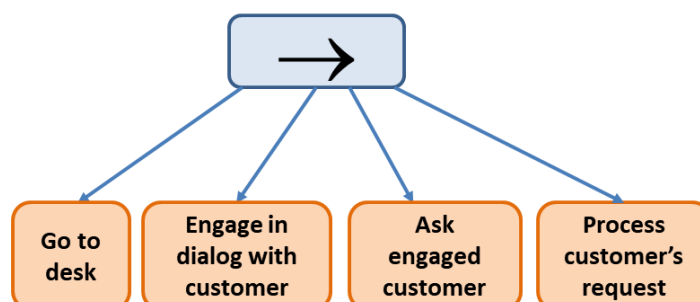 →
Go to
desk
Engage in
dialog with
customer
Ask
engaged
customer
Process
customer's
request